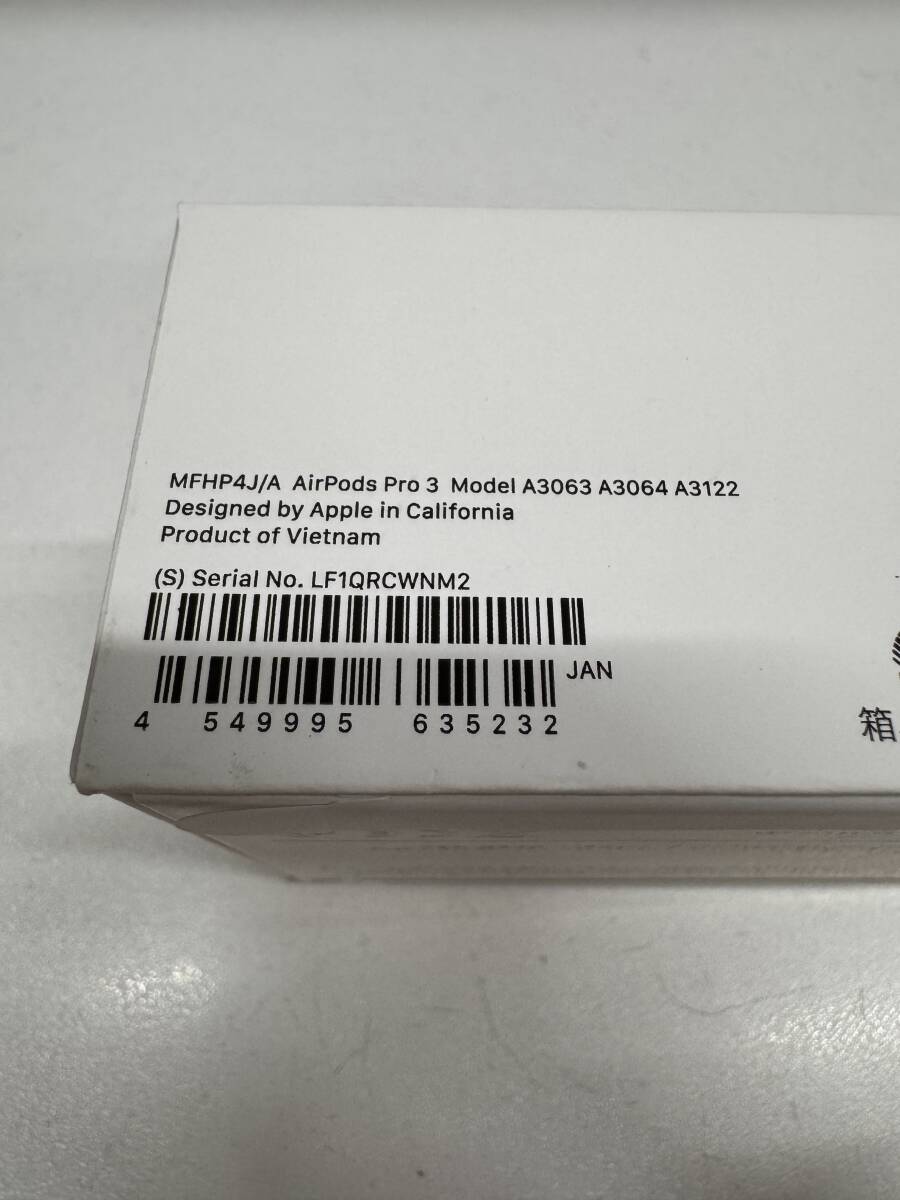 MFHP4J/A AirPods Pro 3 Model A3063 A3064 A3122
Designed by Apple in California
Product of Vietnam
(S) Serial No. LF1QRCWNM2
JAN
4 549995 635232
箱